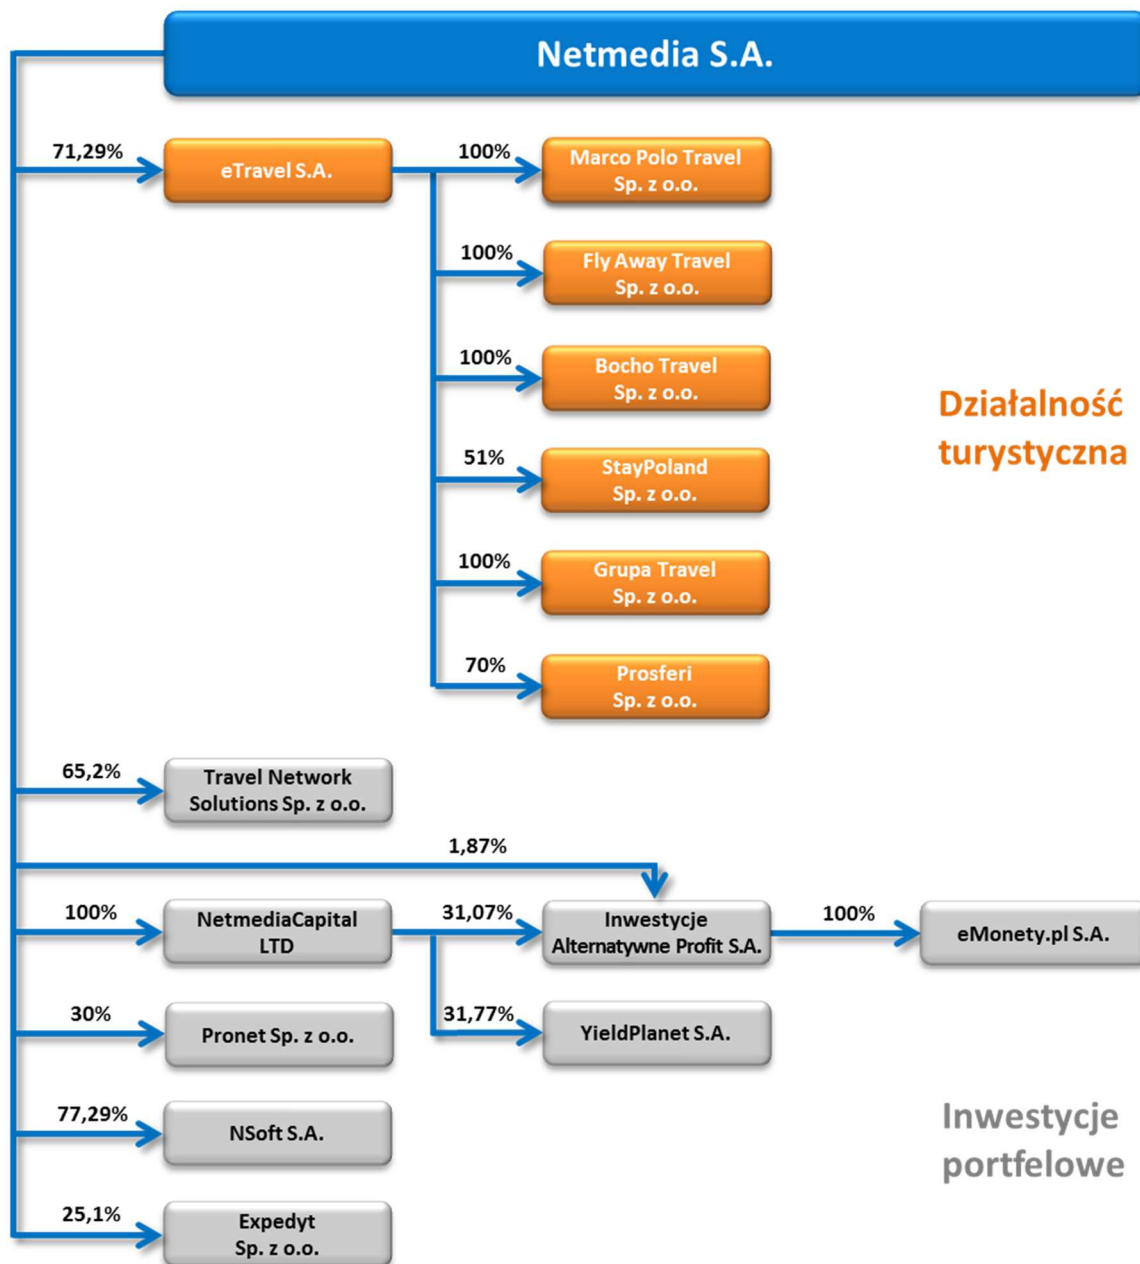 Netmedia S.A.
71,29%
eTravel S.A.
100%
Marco Polo Travel
Sp. z o.o.
100%
Fly Away Travel
Sp. z o.o.
100%
Bocho Travel
Sp. z o.o.
Działalność
turystyczna
51%
StayPoland
Sp. z o.o.
100%
Grupa Travel
Sp. z o.o.
70%
Prosferi
Sp. z o.o.
65,2%
Travel Network
Solutions Sp. z o.o.
1,87%
100%
NetmediaCapital
LTD
31,07%
Inwestycje
Alternatywne Profit S.A.
100%
eMonety.pl S.A.
30%
Pronet Sp. z o.o.
31,77%
YieldPlanet S.A.
77,29%
NSoft S.A.
Inwestycje
portfelowe
25,1%
Expedyt
Sp. z o.o.